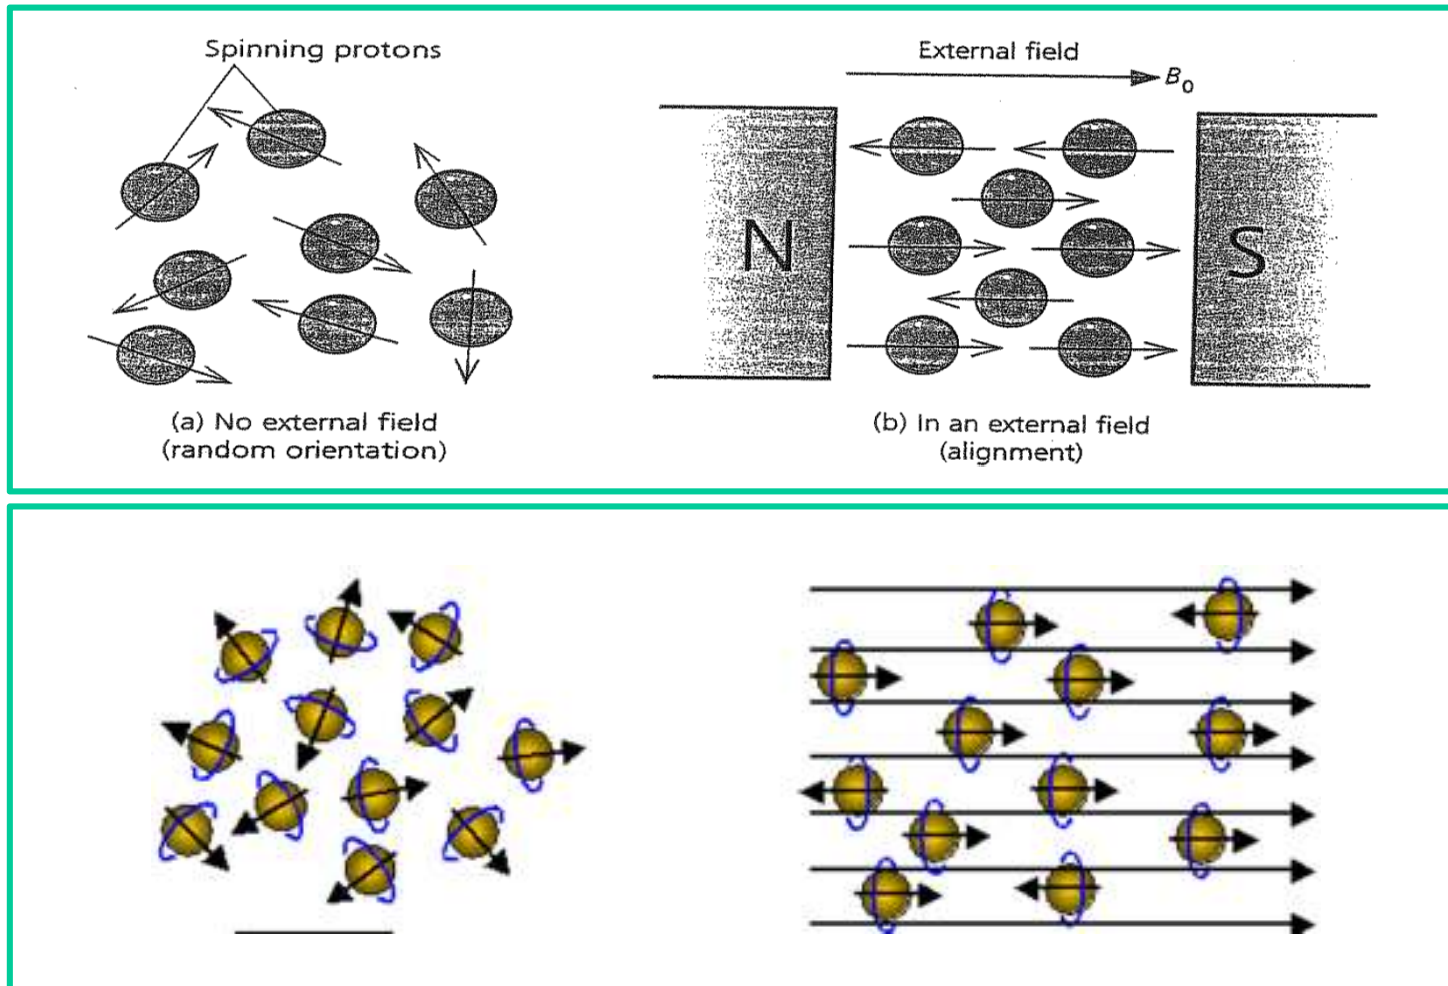 Spinning protons
External field
B₀
N
S
(a) No external field
(random orientation)
(b) In an external field
(alignment)